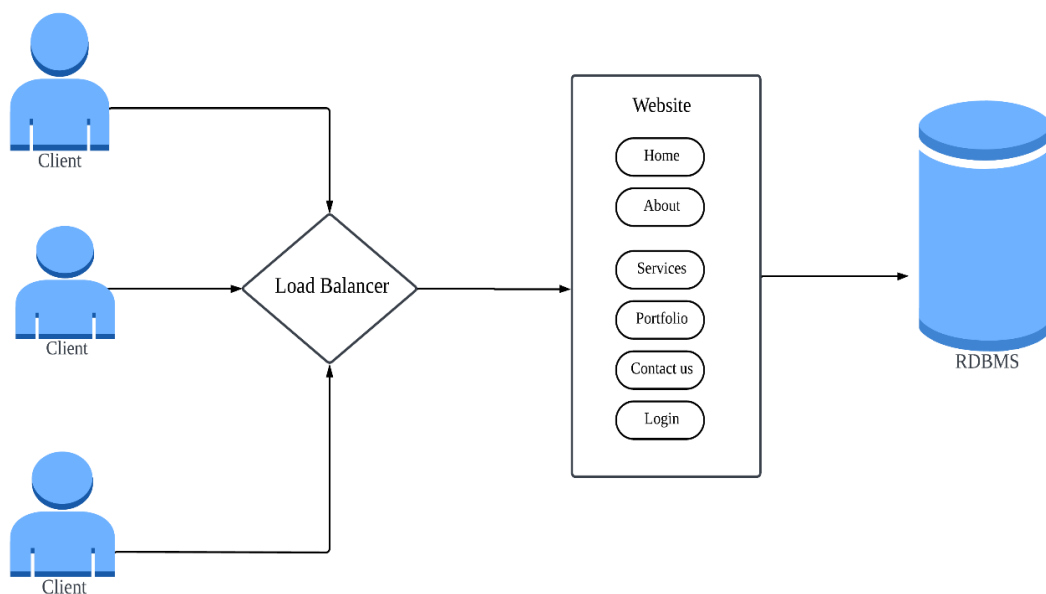 Client
Client
Client
Load Balancer
Website
Home
About
Services
Portfolio
Contact us
Login
RDBMS